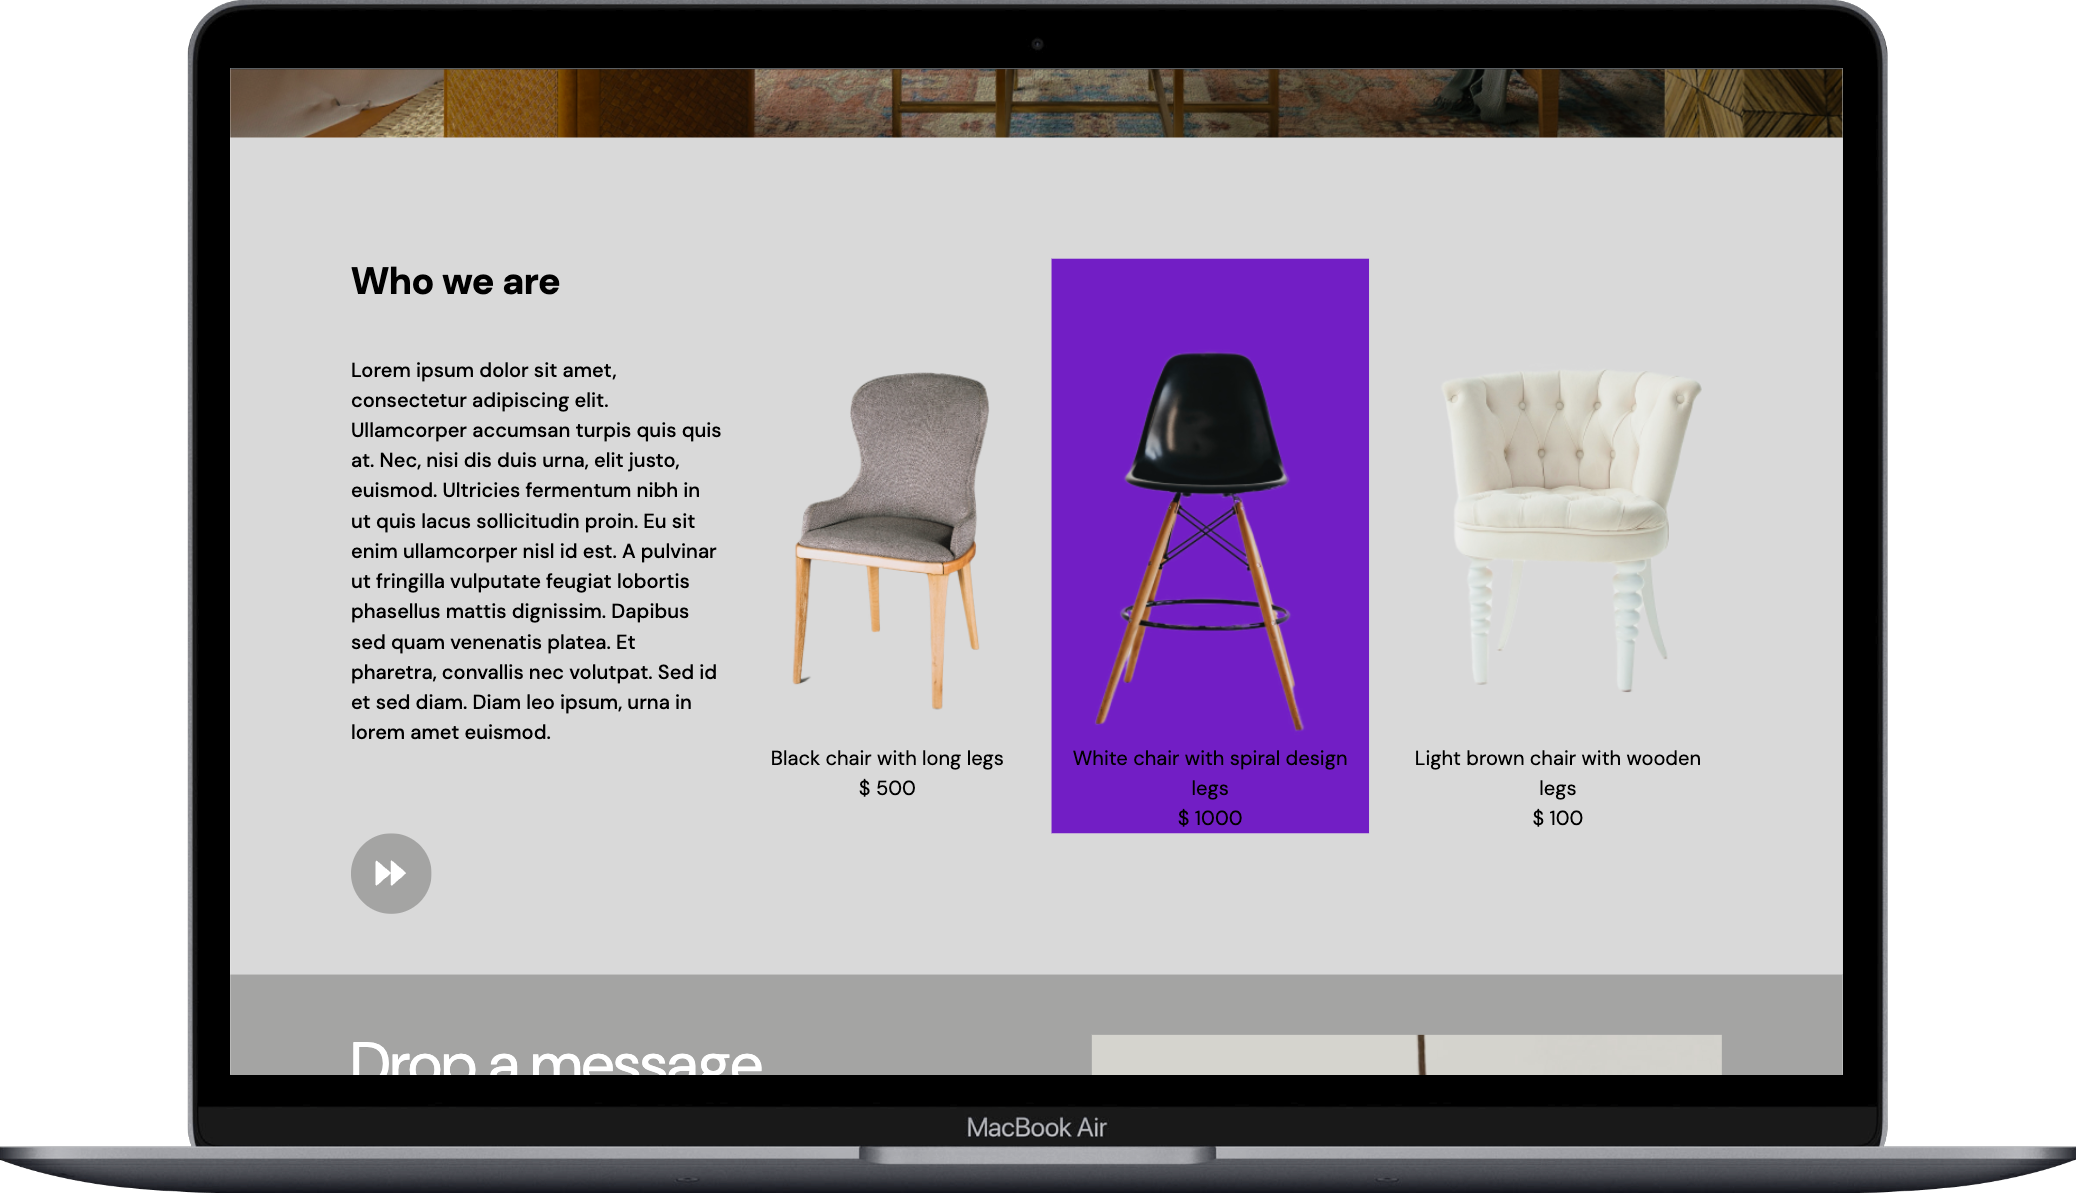 Who we are
Lorem ipsum dolor sit amet,
consectetur adipiscing elit.
Ullamcorper accumsan turpis quis quis
at. Nec, nisi dis duis urna, elit justo,
euismod. Ultricies fermentum nibh in
ut quis lacus sollicitudin proin. Eu sit
enim ullamcorper nisl id est. A pulvinar
ut fringilla vulputate feugiat lobortis
phasellus mattis dignissim. Dapibus
sed quam venenatis platea. Et
pharetra, convallis nec volutpat. Sed id
et sed diam. Diam leo ipsum, urna in
lorem amet euismod.
Black chair with long legs
$ 500
White chair with spiral design
legs
$ 1000
Light brown chair with wooden
legs
$ 100
Drop a message
MacBook Air